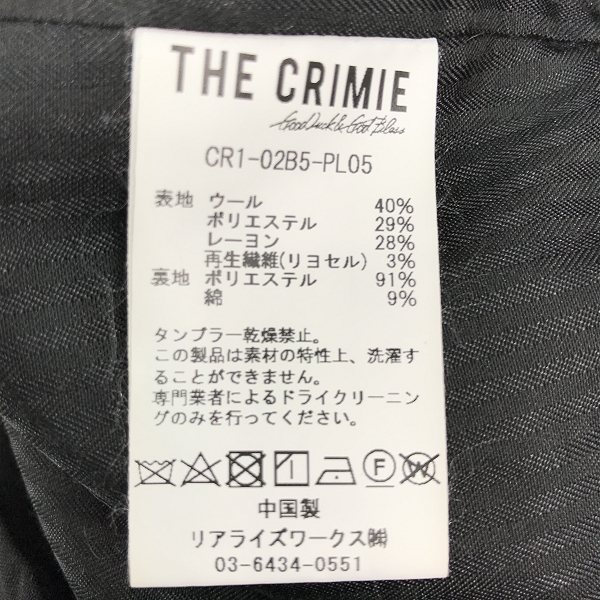 THE CRIMIE
Good Luck & God Bless
CR1-02B5-PL05
表地 ウール 40%
ポリエステル 29%
レーヨン 28%
再生繊維(リヨセル) 3%
裏地 ポリエステル 91%
綿 9%
タンブラー乾燥禁止。
この製品は素材の特性上、洗濯す
ることができません。
専門業者によるドライクリーニン
グのみを行ってください。
F W
中国製
リアライズワークス㈱
03-6434-0551